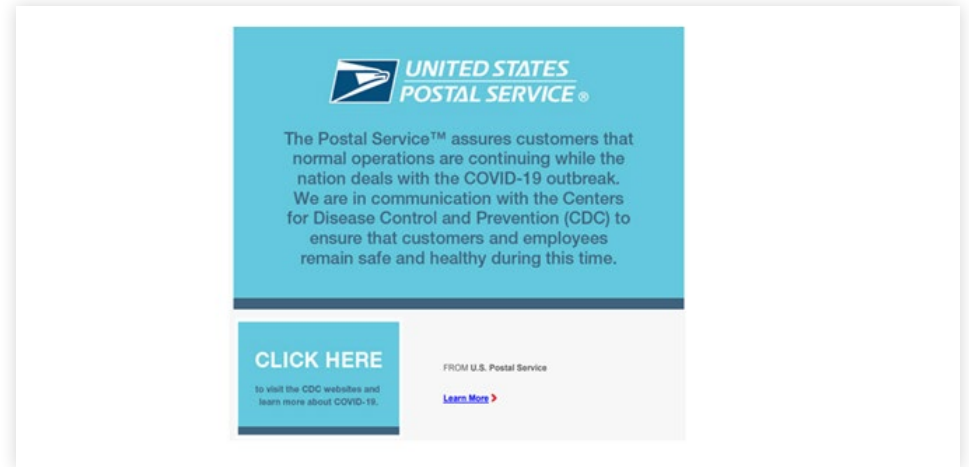 UNITED STATES
POSTAL SERVICE ®
The Postal Service™ assures customers that
normal operations are continuing while the
nation deals with the COVID-19 outbreak.
We are in communication with the Centers
for Disease Control and Prevention (CDC) to
ensure that customers and employees
remain safe and healthy during this time.
CLICK HERE
to visit the CDC websites and
learn more about COVID-19.
FROM U.S. Postal Service
Learn More